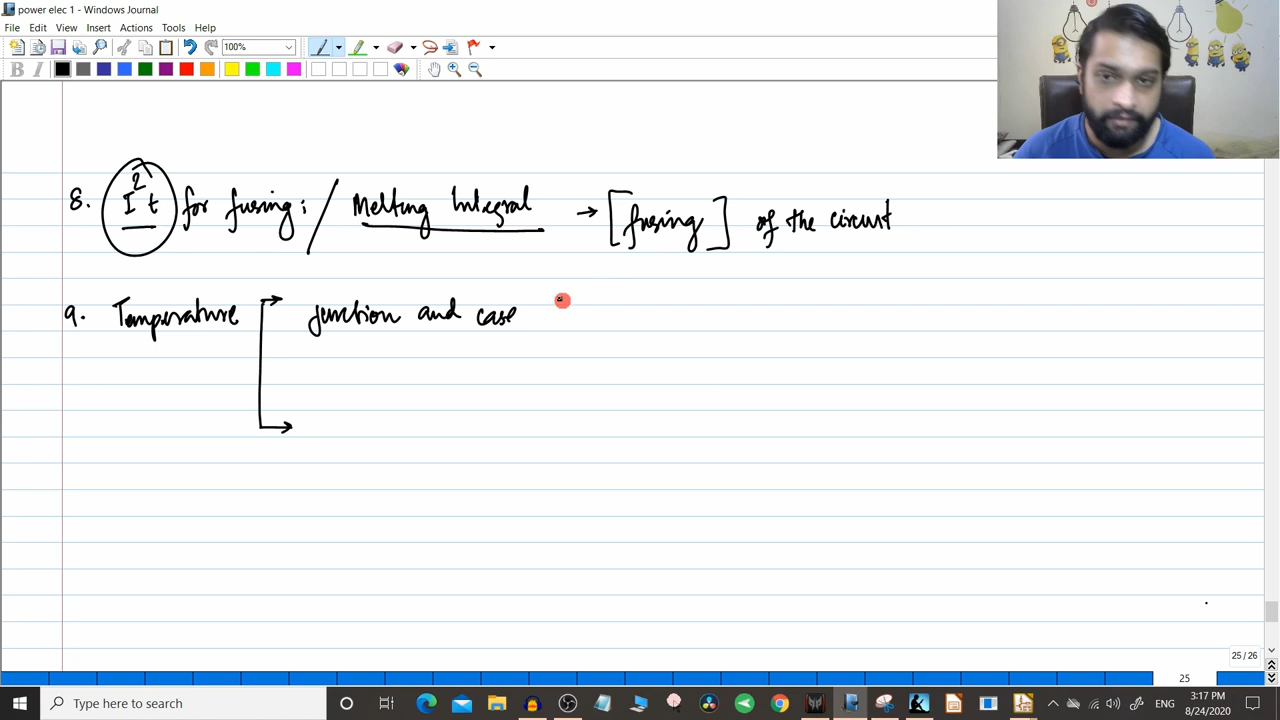 power elec 1 - Windows Journal
File Edit View Insert Actions Tools Help
100%
B I
8. I²t for fusing: / Melting Integral → [fusing] of the circuit
9. Temperature → junction and case
25 / 26
25
Type here to search
ENG
3:17 PM
8/24/2020